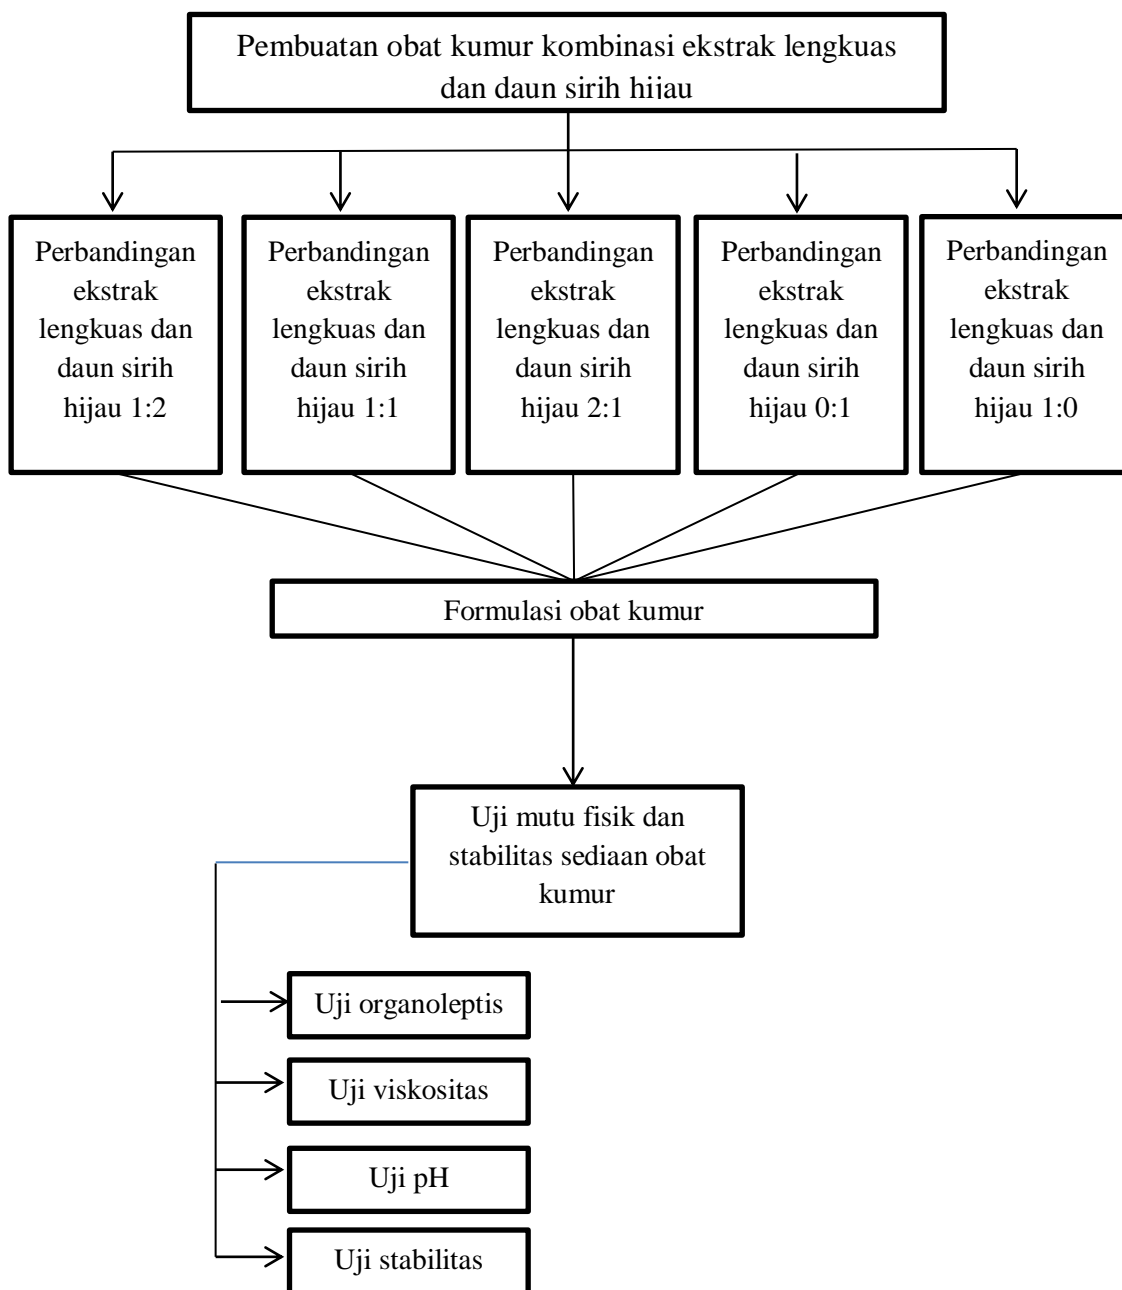 Pembuatan obat kumur kombinasi ekstrak lengkuas
dan daun sirih hijau
Perbandingan
ekstrak
lengkuas dan
daun sirih
hijau 1:2
Perbandingan
ekstrak
lengkuas dan
daun sirih
hijau 1:1
Perbandingan
ekstrak
lengkuas dan
daun sirih
hijau 2:1
Perbandingan
ekstrak
lengkuas dan
daun sirih
hijau 0:1
Perbandingan
ekstrak
lengkuas dan
daun sirih
hijau 1:0
Formulasi obat kumur
Uji mutu fisik dan
stabilitas sediaan obat
kumur
Uji organoleptis
Uji viskositas
Uji pH
Uji stabilitas